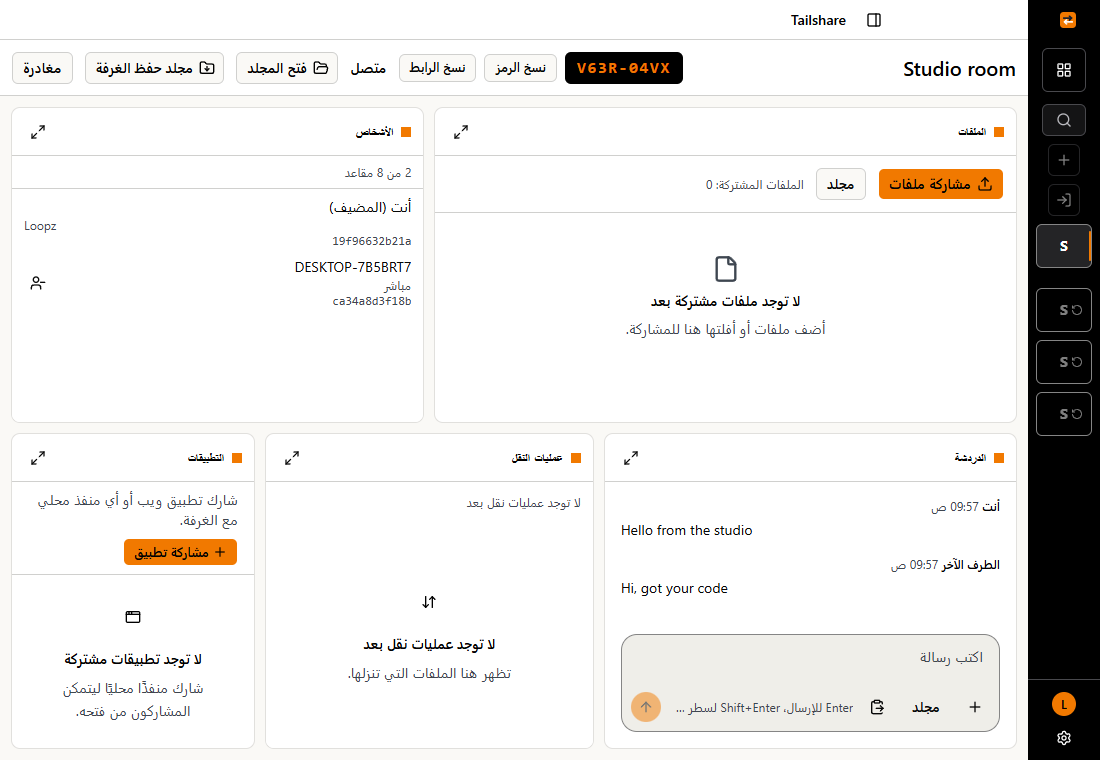 Tailshare
Studio room
V63R-04VX
نسخ الرمز
نسخ الرابط
متصل
فتح المجلد
مجلد حفظ الغرفة
مغادرة
S
S
S
S
L
الملفات
مشاركة ملفات
مجلد
الملفات المشتركة: 0
لا توجد ملفات مشتركة بعد
أضف ملفات أو أفلتها هنا للمشاركة.
الأشخاص
2 من 8 مقاعد
أنت (المضيف)
Loopz
19f96632b21a
DESKTOP-7B5BRT7
مباشر
ca34a8d3f18b
الدردشة
أنت 09:57 ص
Hello from the studio
الطرف الآخر 09:57 ص
Hi, got your code
اكتب رسالة
مجلد
Enter للإرسال، Shift+Enter لسطر ...
عمليات النقل
لا توجد عمليات نقل بعد
لا توجد عمليات نقل بعد
تظهر هنا الملفات التي تنزلها.
التطبيقات
شارك تطبيق ويب أو أي منفذ محلي
مع الغرفة.
مشاركة تطبيق
لا توجد تطبيقات مشتركة
شارك منفذًا محليًا ليتمكن
المشاركون من فتحه.